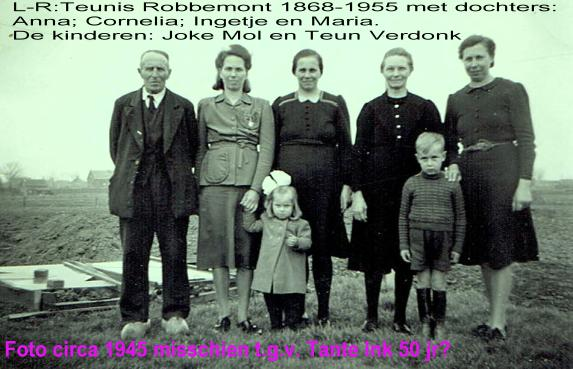 L-R:Teunis Robbemont 1868-1955 met dochters:
Anna; Cornelia; Ingetje en Maria.
De kinderen: Joke Mol en Teun Verdonk
Foto circa 1945 misschien t.g.v. Tante Ink 50 jr?